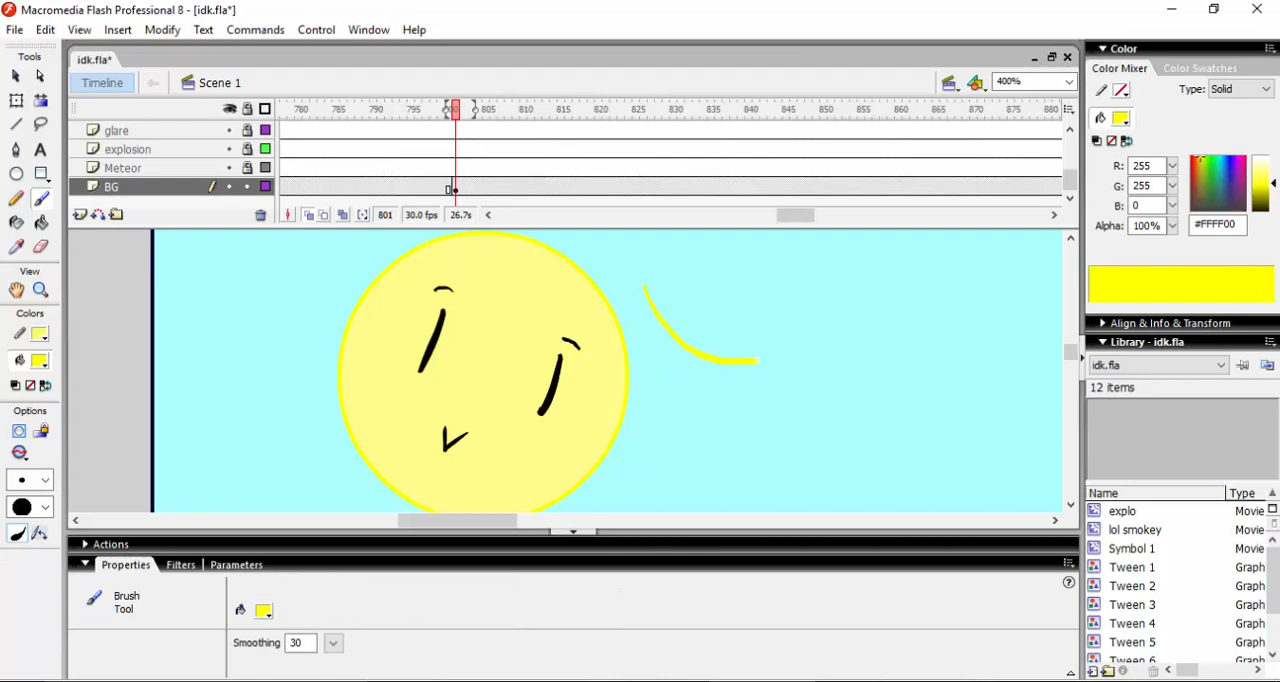 Macromedia Flash Professional 8 - [idk.fla*]
File Edit View Insert Modify Text Commands Control Window Help
Tools
idk.fla*
Timeline
Scene 1
400%
780 785 790 795 805 810 815 820 825 830 835 840 845 850 855 860 865 870 875 880
glare
explosion
Meteor
BG
801 30.0 fps 26.7s
View
Colors
Options
Color
Color Mixer Color Swatches
Type: Solid
R: 255
G: 255
B: 0
Alpha: 100% #FFFF00
Align & Info & Transform
Library - idk.fla
idk.fla
12 items
Name Type
explo Movie
lol smokey Movie
Symbol 1 Movie
Tween 1 Graph
Tween 2 Graph
Tween 3 Graph
Tween 4 Graph
Tween 5 Graph
Tween 6 Graph
Actions
Properties Filters Parameters
Brush
Tool
Smoothing 30